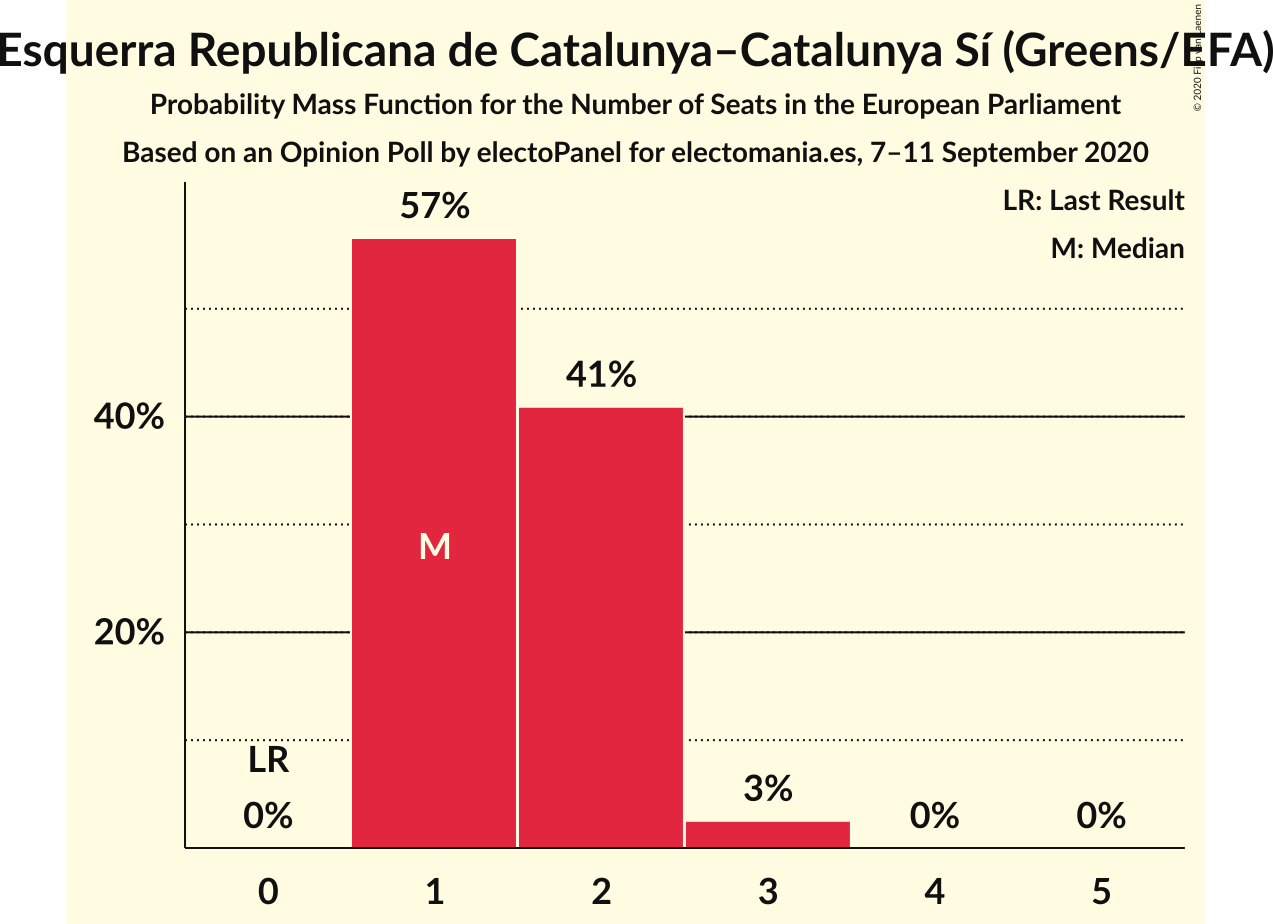 Esquerra Republicana de Catalunya–Catalunya Sí (Greens/EFA)
Probability Mass Function for the Number of Seats in the European Parliament
Based on an Opinion Poll by electoPanel for electomania.es, 7–11 September 2020
© 2020
LR: Last Result
M: Median
57%
41%
40%
M
20%
LR
0%
3%
0%
0%
0
1
2
3
4
5